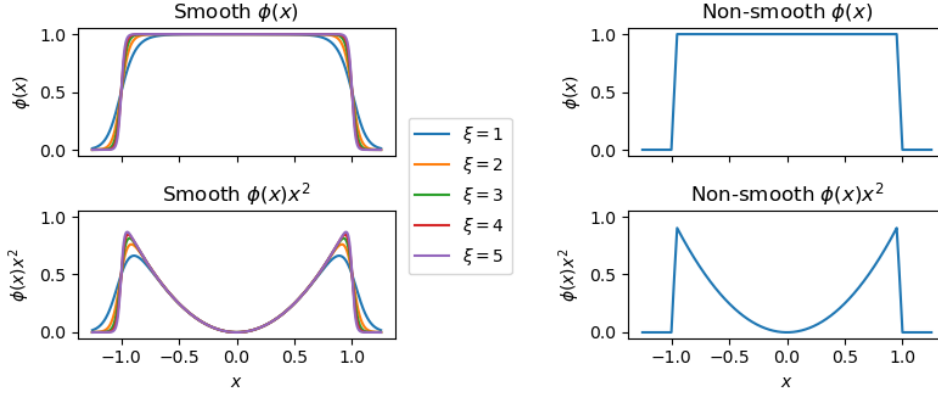 Smooth ϕ(x)
1.0
0.5
0.0
ϕ(x)
Non-smooth ϕ(x)
1.0
0.5
0.0
ϕ(x)
ξ = 1
ξ = 2
ξ = 3
ξ = 4
ξ = 5
Smooth ϕ(x)x²
1.0
0.5
0.0
ϕ(x)x²
−1.0 −0.5 0.0 0.5 1.0
x
Non-smooth ϕ(x)x²
1.0
0.5
0.0
ϕ(x)x²
−1.0 −0.5 0.0 0.5 1.0
x